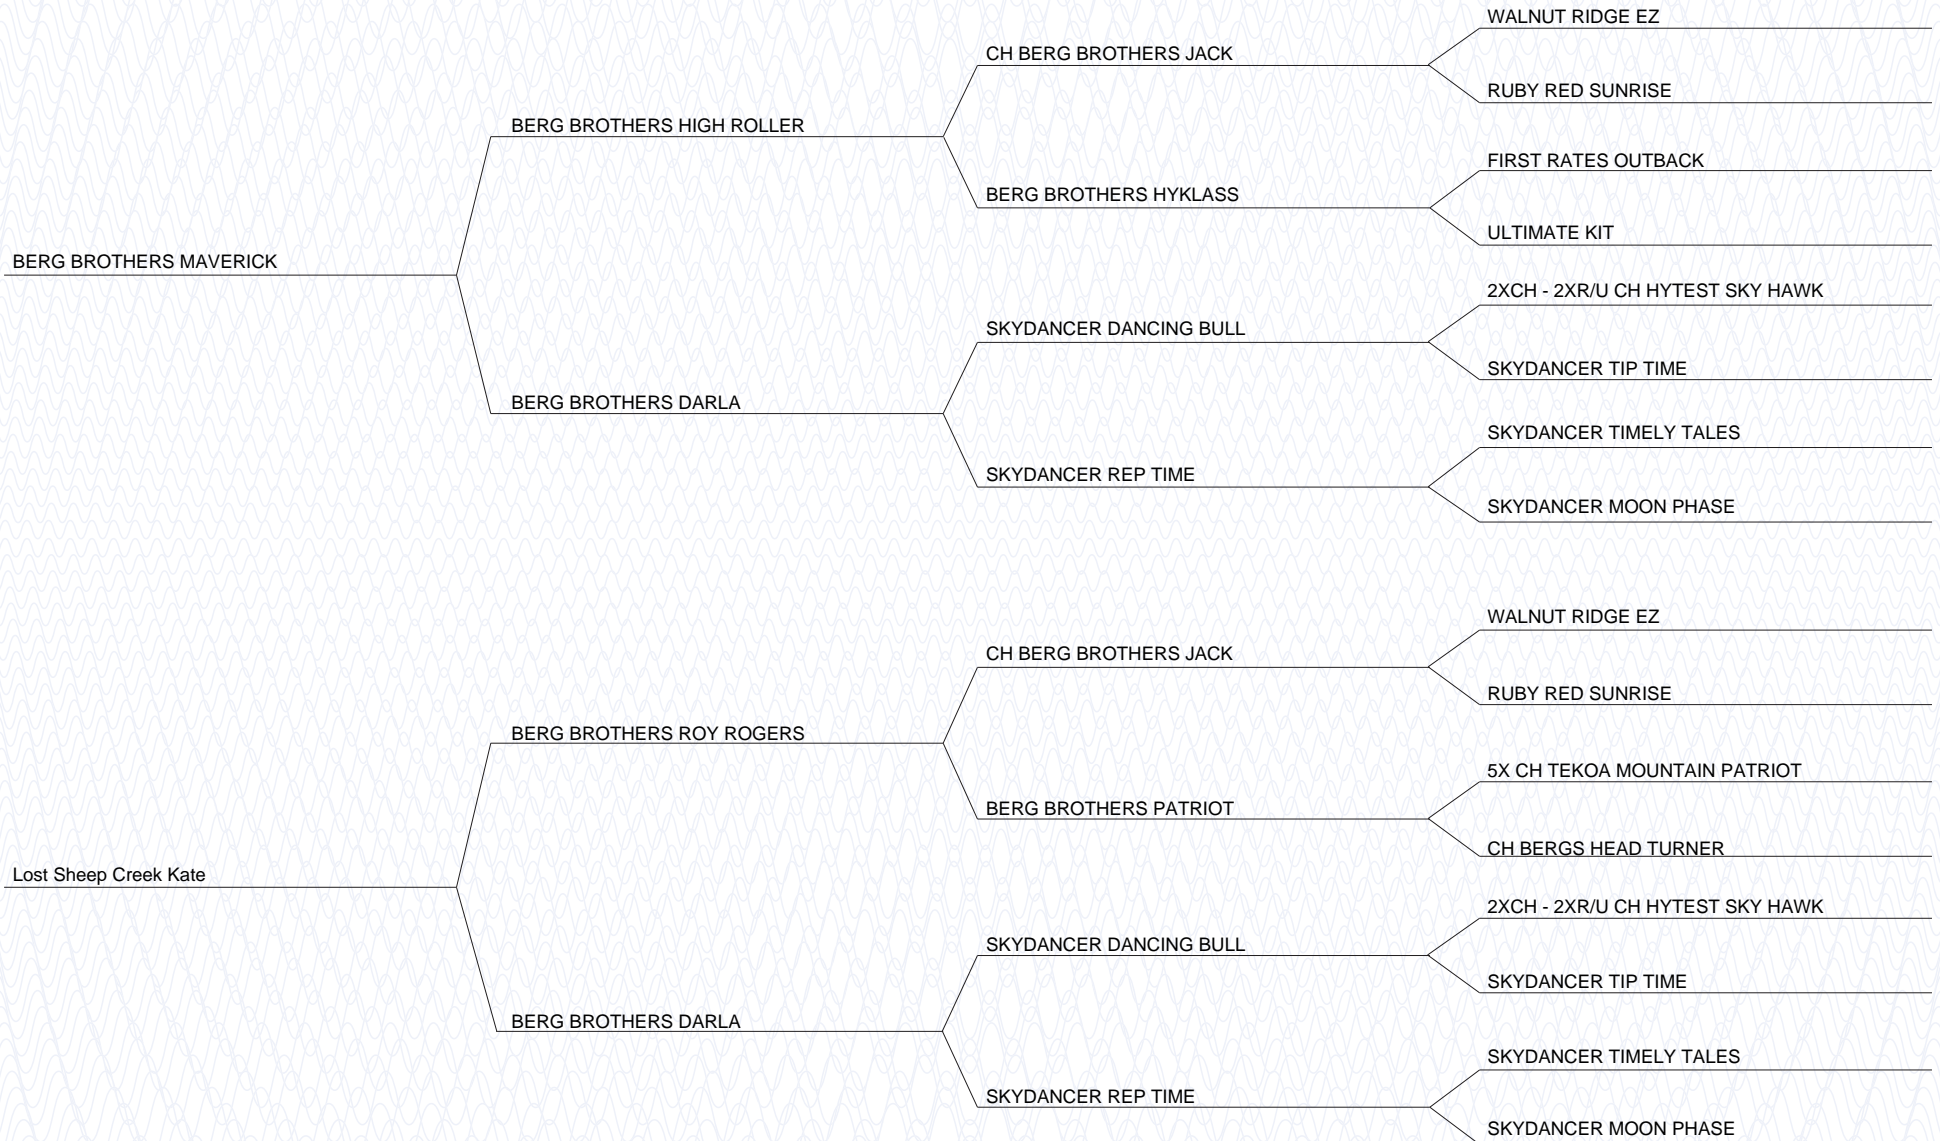 WALNUT RIDGE EZ
CH BERG BROTHERS JACK
RUBY RED SUNRISE
BERG BROTHERS HIGH ROLLER
FIRST RATES OUTBACK
BERG BROTHERS HYKLASS
ULTIMATE KIT
BERG BROTHERS MAVERICK
2XCH - 2XR/U CH HYTEST SKY HAWK
SKYDANCER DANCING BULL
SKYDANCER TIP TIME
BERG BROTHERS DARLA
SKYDANCER TIMELY TALES
SKYDANCER REP TIME
SKYDANCER MOON PHASE
WALNUT RIDGE EZ
CH BERG BROTHERS JACK
RUBY RED SUNRISE
BERG BROTHERS ROY ROGERS
5X CH TEKOA MOUNTAIN PATRIOT
BERG BROTHERS PATRIOT
CH BERGS HEAD TURNER
Lost Sheep Creek Kate
2XCH - 2XR/U CH HYTEST SKY HAWK
SKYDANCER DANCING BULL
SKYDANCER TIP TIME
BERG BROTHERS DARLA
SKYDANCER TIMELY TALES
SKYDANCER REP TIME
SKYDANCER MOON PHASE